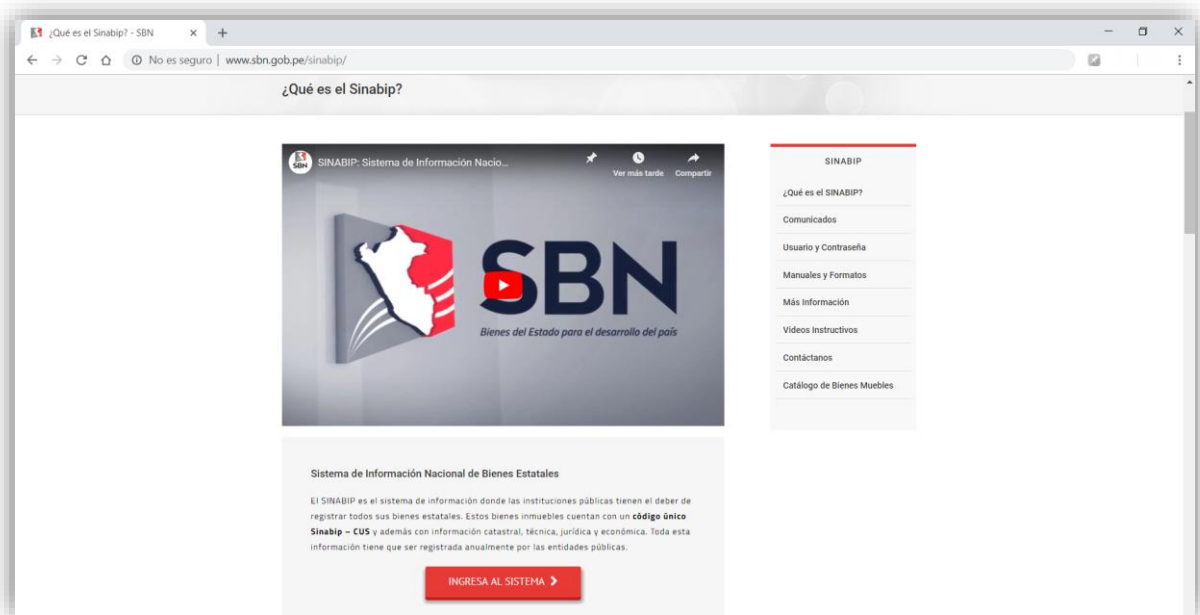 ¿Qué es el Sinabip? - SBN
No es seguro | www.sbn.gob.pe/sinabip/
¿Qué es el Sinabip?
SBN
SINABIP: Sistema de Información Nacio...
Ver más tarde
Compartir
SBN
Bienes del Estado para el desarrollo del país
Sistema de Información Nacional de Bienes Estatales
El SINABIP es el sistema de información donde las instituciones públicas tienen el deber de
registrar todos sus bienes estatales. Estos bienes inmuebles cuentan con un código único
Sinabip – CUS y además con información catastral, técnica, jurídica y económica. Toda esta
información tiene que ser registrada anualmente por las entidades públicas.
INGRESA AL SISTEMA
SINABIP
¿Qué es el SINABIP?
Comunicados
Usuario y Contraseña
Manuales y Formatos
Más Información
Videos Instructivos
Contáctanos
Catálogo de Bienes Muebles